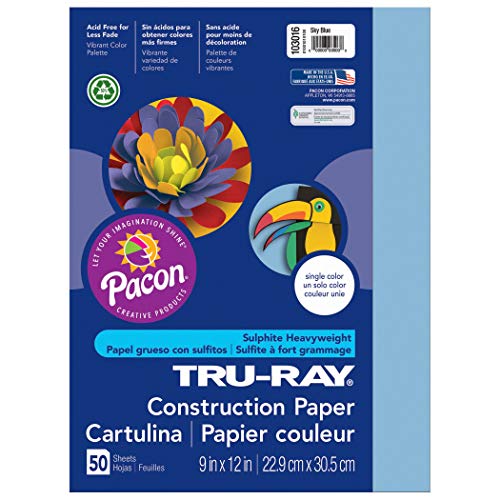 Acid Free for
Less Fade
Vibrant Color
Palette
Sin ácidos para
obtener colores
más firmes
Vibrante
variedad de
colores
Sans acide
pour moins de
décoloration
Palette de
couleurs
vibrantes
103016
Sky Blue
MADE IN THE U.S.A.
PACON CORPORATION
APPLETON, WI
www.pacon.com
LET YOUR IMAGINATION SHINE
Pacon
CREATIVE PRODUCTS
single color
un solo color
couleur unie
Sulphite Heavyweight
Papel grueso con sulfitos | Sulfite à fort grammage
TRU-RAY®
Construction Paper
Cartulina | Papier couleur
50 Sheets
Hojas | Feuilles
9 in x 12 in | 22.9 cm x 30.5 cm